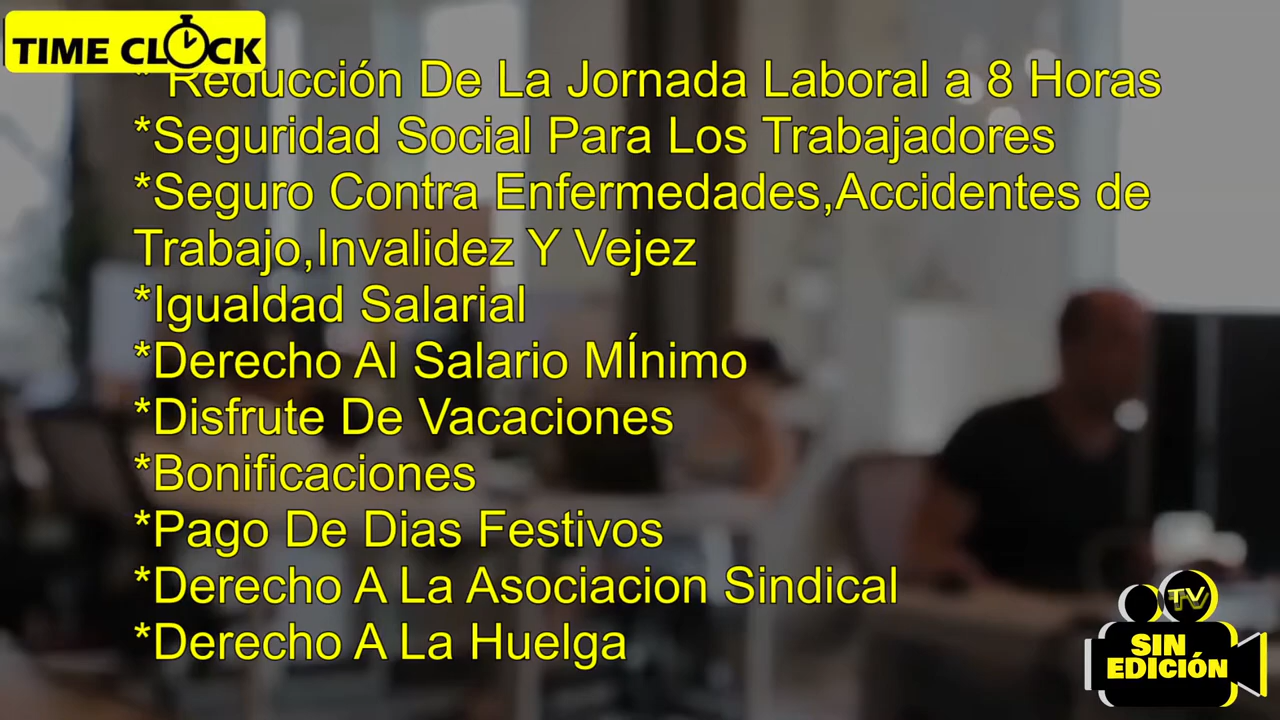 TIME CLOCK
* Reducción De La Jornada Laboral a 8 Horas
*Seguridad Social Para Los Trabajadores
*Seguro Contra Enfermedades,Accidentes de
Trabajo,Invalidez Y Vejez
*Igualdad Salarial
*Derecho Al Salario MÍnimo
*Disfrute De Vacaciones
*Bonificaciones
*Pago De Dias Festivos
*Derecho A La Asociacion Sindical
*Derecho A La Huelga
TV
SIN
EDICIÓN